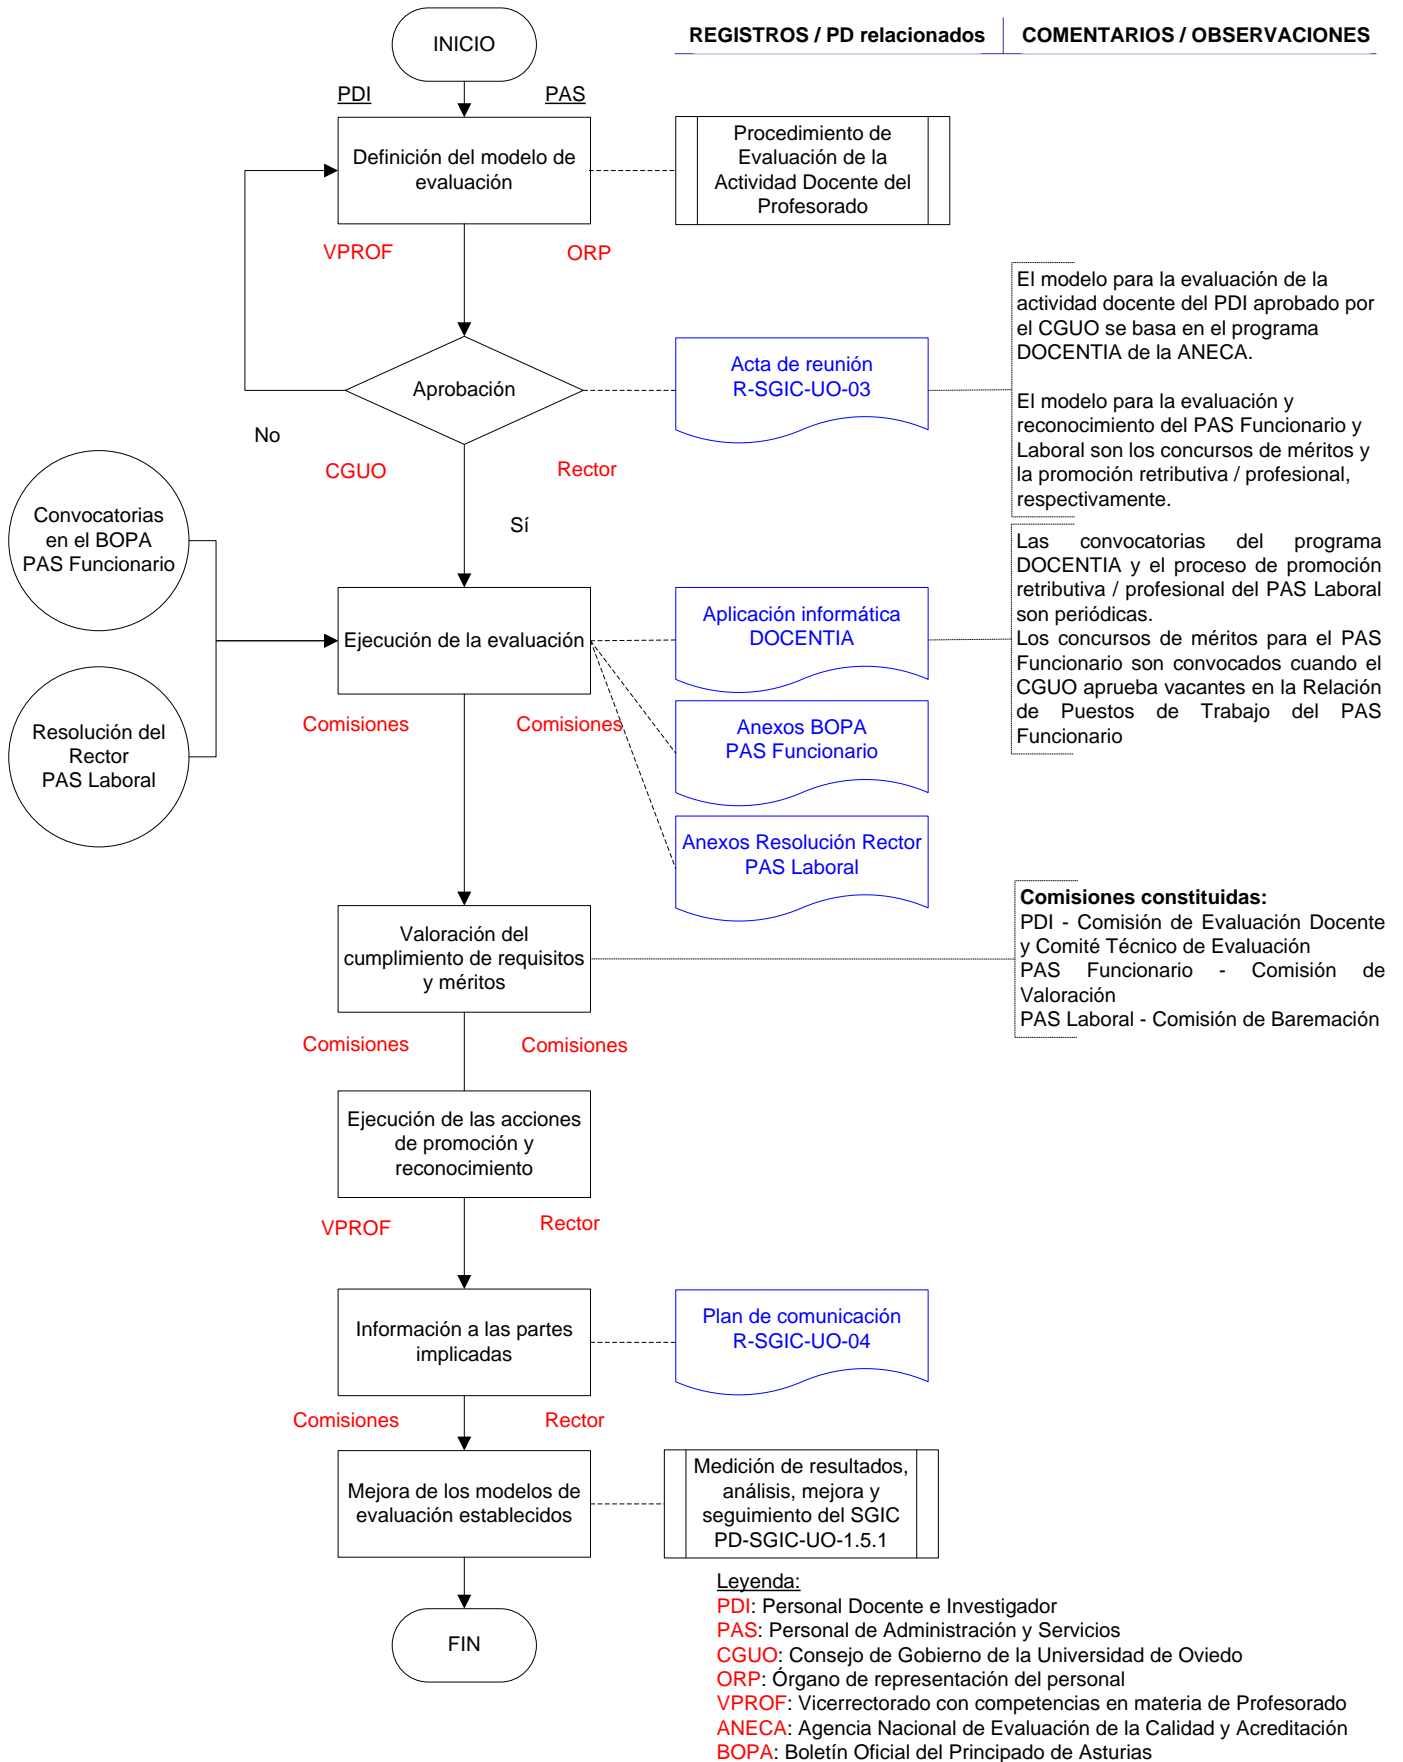 INICIO
REGISTROS / PD relacionados
COMENTARIOS / OBSERVACIONES
PDI
PAS
Definición del modelo de
evaluación
Procedimiento de
Evaluación de la
Actividad Docente del
Profesorado
VPROF
ORP
El modelo para la evaluación de la
actividad docente del PDI aprobado por
el CGUO se basa en el programa
DOCENTIA de la ANECA.
El modelo para la evaluación y
reconocimiento del PAS Funcionario y
Laboral son los concursos de méritos y
la promoción retributiva / profesional,
respectivamente.
Aprobación
Acta de reunión
R-SGIC-UO-03
No
CGUO
Rector
Sí
Convocatorias
en el BOPA
PAS Funcionario
Resolución del
Rector
PAS Laboral
Ejecución de la evaluación
Aplicación informática
DOCENTIA
Las convocatorias del programa
DOCENTIA y el proceso de promoción
retributiva / profesional del PAS Laboral
son periódicas.
Los concursos de méritos para el PAS
Funcionario son convocados cuando el
CGUO aprueba vacantes en la Relación
de Puestos de Trabajo del PAS
Funcionario
Comisiones
Comisiones
Anexos BOPA
PAS Funcionario
Anexos Resolución Rector
PAS Laboral
Valoración del
cumplimiento de requisitos
y méritos
Comisiones constituidas:
PDI - Comisión de Evaluación Docente
y Comité Técnico de Evaluación
PAS Funcionario - Comisión de
Valoración
PAS Laboral - Comisión de Baremación
Comisiones
Comisiones
Ejecución de las acciones
de promoción y
reconocimiento
VPROF
Rector
Información a las partes
implicadas
Plan de comunicación
R-SGIC-UO-04
Comisiones
Rector
Mejora de los modelos de
evaluación establecidos
Medición de resultados,
análisis, mejora y
seguimiento del SGIC
PD-SGIC-UO-1.5.1
FIN
Leyenda:
PDI: Personal Docente e Investigador
PAS: Personal de Administración y Servicios
CGUO: Consejo de Gobierno de la Universidad de Oviedo
ORP: Órgano de representación del personal
VPROF: Vicerrectorado con competencias en materia de Profesorado
ANECA: Agencia Nacional de Evaluación de la Calidad y Acreditación
BOPA: Boletín Oficial del Principado de Asturias